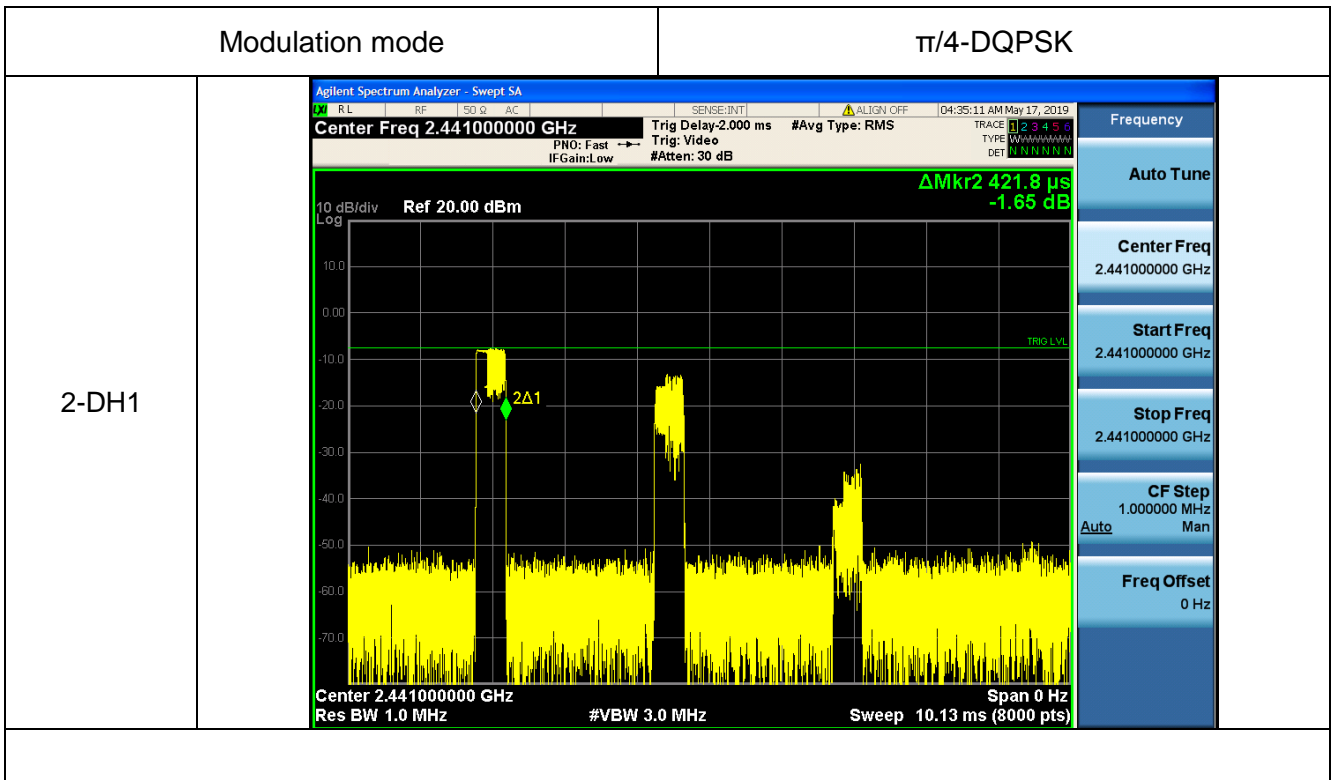 Modulation mode π/4-DQPSK
2-DH1
Agilent Spectrum Analyzer - Swept SA
LXI RL RF 50 Ω AC SENSE:INT ALIGN OFF 04:35:11 AM May 17, 2019
Center Freq 2.441000000 GHz
PNO: Fast
IFGain:Low
Trig Delay-2.000 ms
Trig: Video
#Atten: 30 dB
#Avg Type: RMS
TRACE 1 2 3 4 5 6
TYPE WWWWWW
DET N N N N N N
ΔMkr2 421.8 µs
-1.65 dB
10 dB/div Ref 20.00 dBm
Log
10.0
0.00
TRIG LVL
-10.0
-20.0
2Δ1
-30.0
-40.0
-50.0
-60.0
-70.0
Center 2.441000000 GHz Span 0 Hz
Res BW 1.0 MHz #VBW 3.0 MHz Sweep 10.13 ms (8000 pts)
Frequency
Auto Tune
Center Freq
2.441000000 GHz
Start Freq
2.441000000 GHz
Stop Freq
2.441000000 GHz
CF Step
1.000000 MHz
Auto Man
Freq Offset
0 Hz